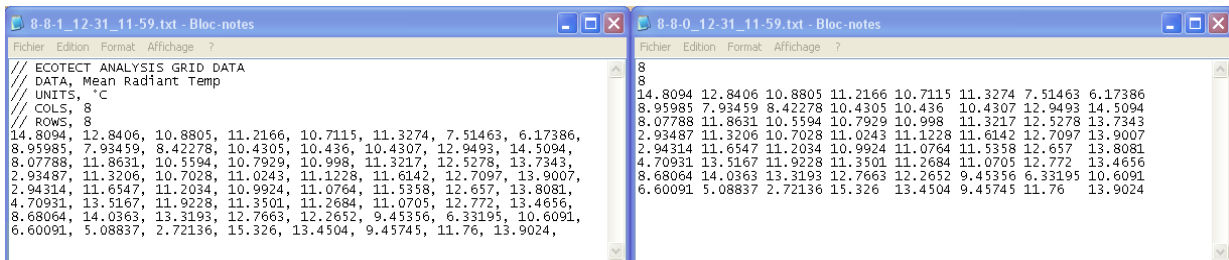 8-8-1_12-31_11-59.txt - Bloc-notes
Fichier Edition Format Affichage ?
// ECOTECT ANALYSIS GRID DATA
// DATA, Mean Radiant Temp
// UNITS, °C
// COLS, 8
// ROWS, 8
14.8094, 12.8406, 10.8805, 11.2166, 10.7115, 11.3274, 7.51463, 6.17386,
8.95985, 7.93459, 8.42278, 10.4305, 10.436, 10.4307, 12.9493, 14.5094,
8.07788, 11.8631, 10.5594, 10.7929, 10.998, 11.3217, 12.5278, 13.7343,
2.93487, 11.3206, 10.7028, 11.0243, 11.1228, 11.6142, 12.7097, 13.9007,
2.94314, 11.6547, 11.2034, 10.9924, 11.0764, 11.5358, 12.657, 13.8081,
4.70931, 13.5167, 11.9228, 11.3501, 11.2684, 11.0705, 12.772, 13.4656,
8.68064, 14.0363, 13.3193, 12.7663, 12.2652, 9.45356, 6.33195, 10.6091,
6.60091, 5.08837, 2.72136, 15.326, 13.4504, 9.45745, 11.76, 13.9024,
8-8-0_12-31_11-59.txt - Bloc-notes
Fichier Edition Format Affichage ?
8
8
14.8094 12.8406 10.8805 11.2166 10.7115 11.3274 7.51463 6.17386
8.95985 7.93459 8.42278 10.4305 10.436 10.4307 12.9493 14.5094
8.07788 11.8631 10.5594 10.7929 10.998 11.3217 12.5278 13.7343
2.93487 11.3206 10.7028 11.0243 11.1228 11.6142 12.7097 13.9007
2.94314 11.6547 11.2034 10.9924 11.0764 11.5358 12.657 13.8081
4.70931 13.5167 11.9228 11.3501 11.2684 11.0705 12.772 13.4656
8.68064 14.0363 13.3193 12.7663 12.2652 9.45356 6.33195 10.6091
6.60091 5.08837 2.72136 15.326 13.4504 9.45745 11.76 13.9024